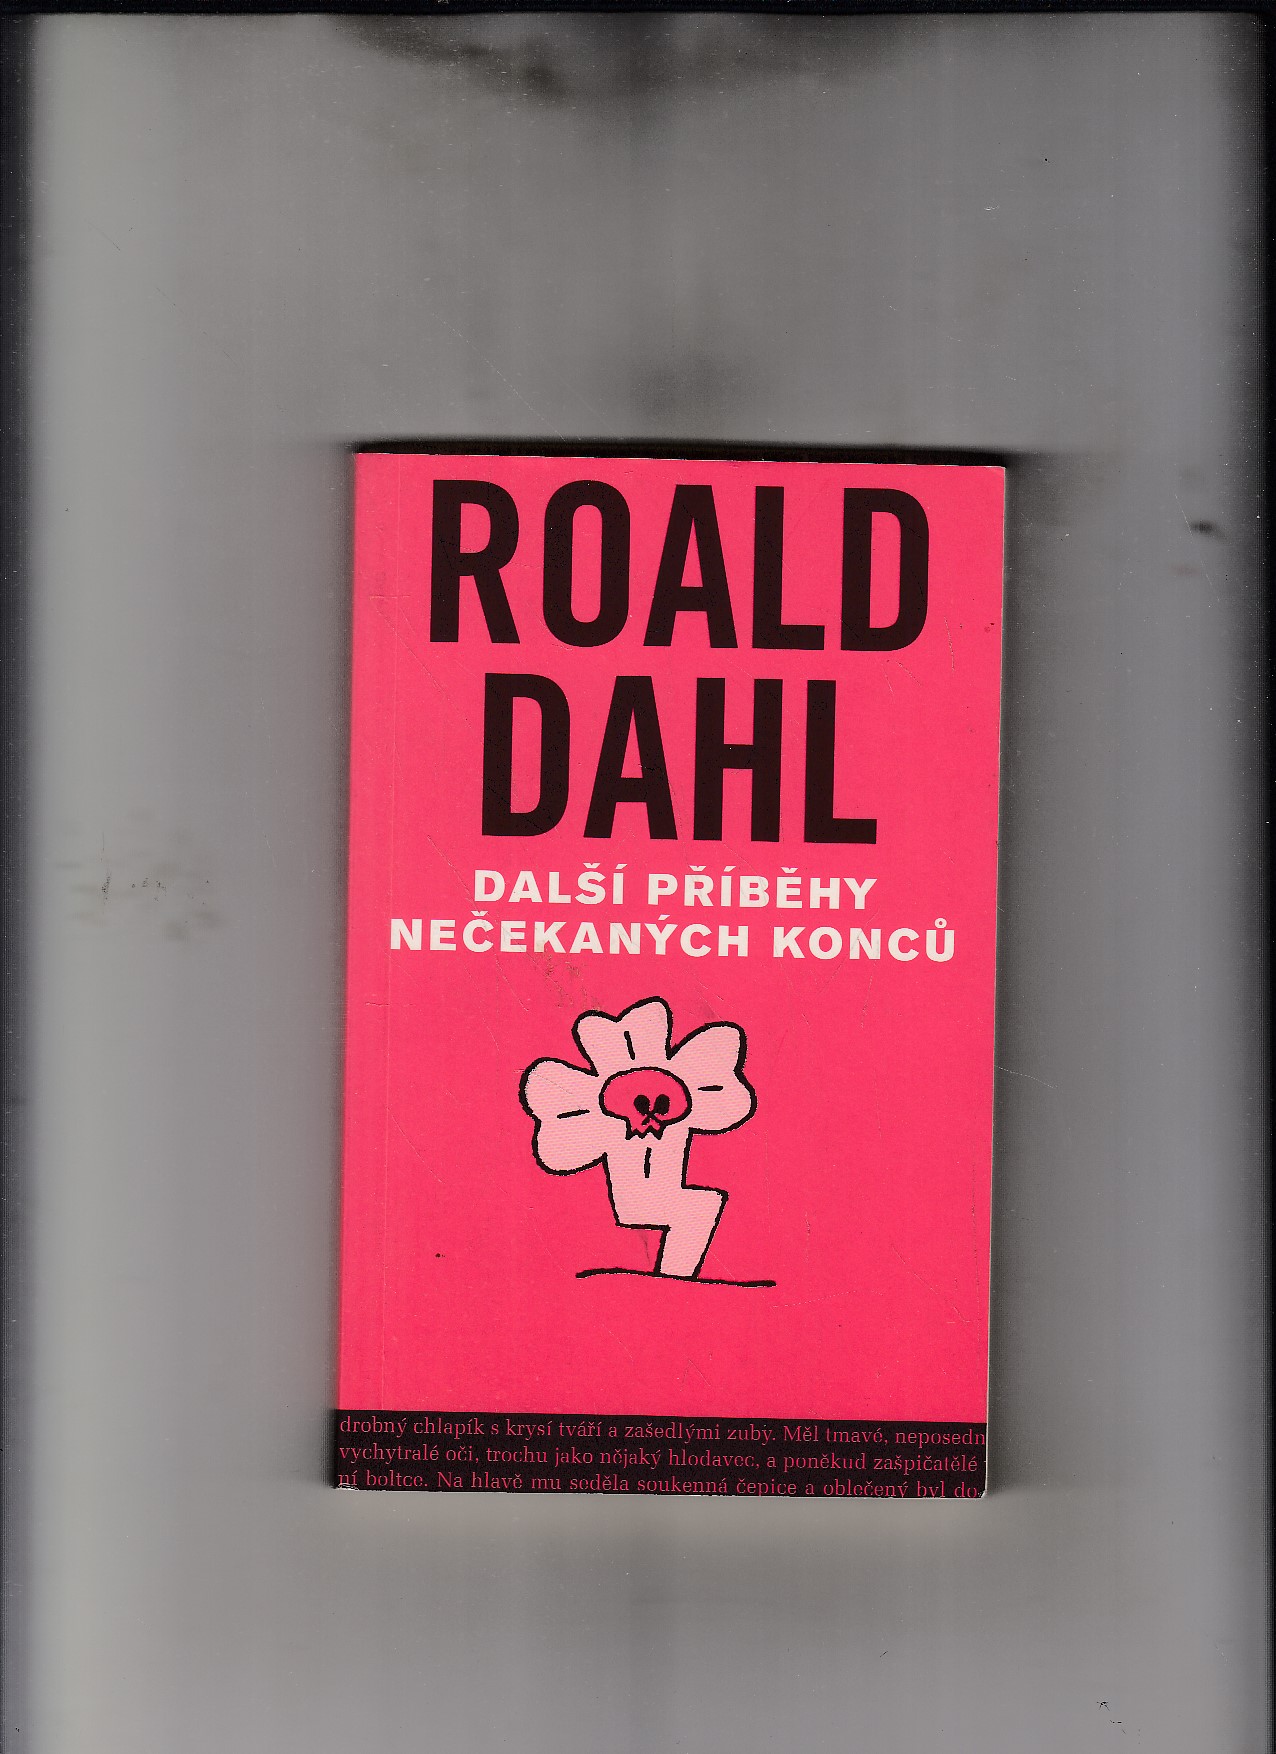 ROALD
DAHL
DALŠÍ PŘÍBĚHY
NEČEKANÝCH KONCŮ
drobný chlapík s krysí tváří a zašedlými zuby. Měl tmavé, neposedn
vychytralé oči, trochu jako nějaký hlodavec, a poněkud zašpičatělé
ní boltce. Na hlavě mu seděla soukenná čepice a oblečený byl do